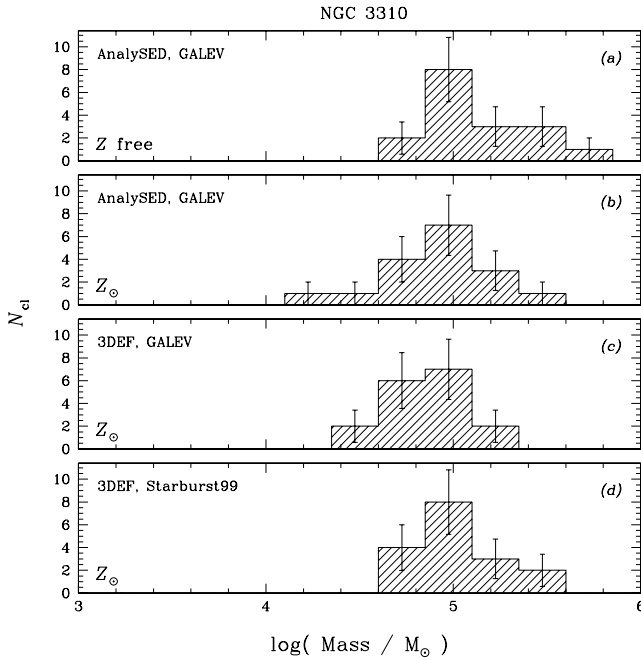 NGC 3310
AnalySED, GALEV
(a)
Z free
10
8
6
4
2
0
AnalySED, GALEV
(b)
Z⊙
10
8
6
4
2
0
N_cl
3DEF, GALEV
(c)
Z⊙
10
8
6
4
2
0
3DEF, Starburst99
(d)
Z⊙
10
8
6
4
2
0
3 4 5 6
log( Mass / M⊙ )